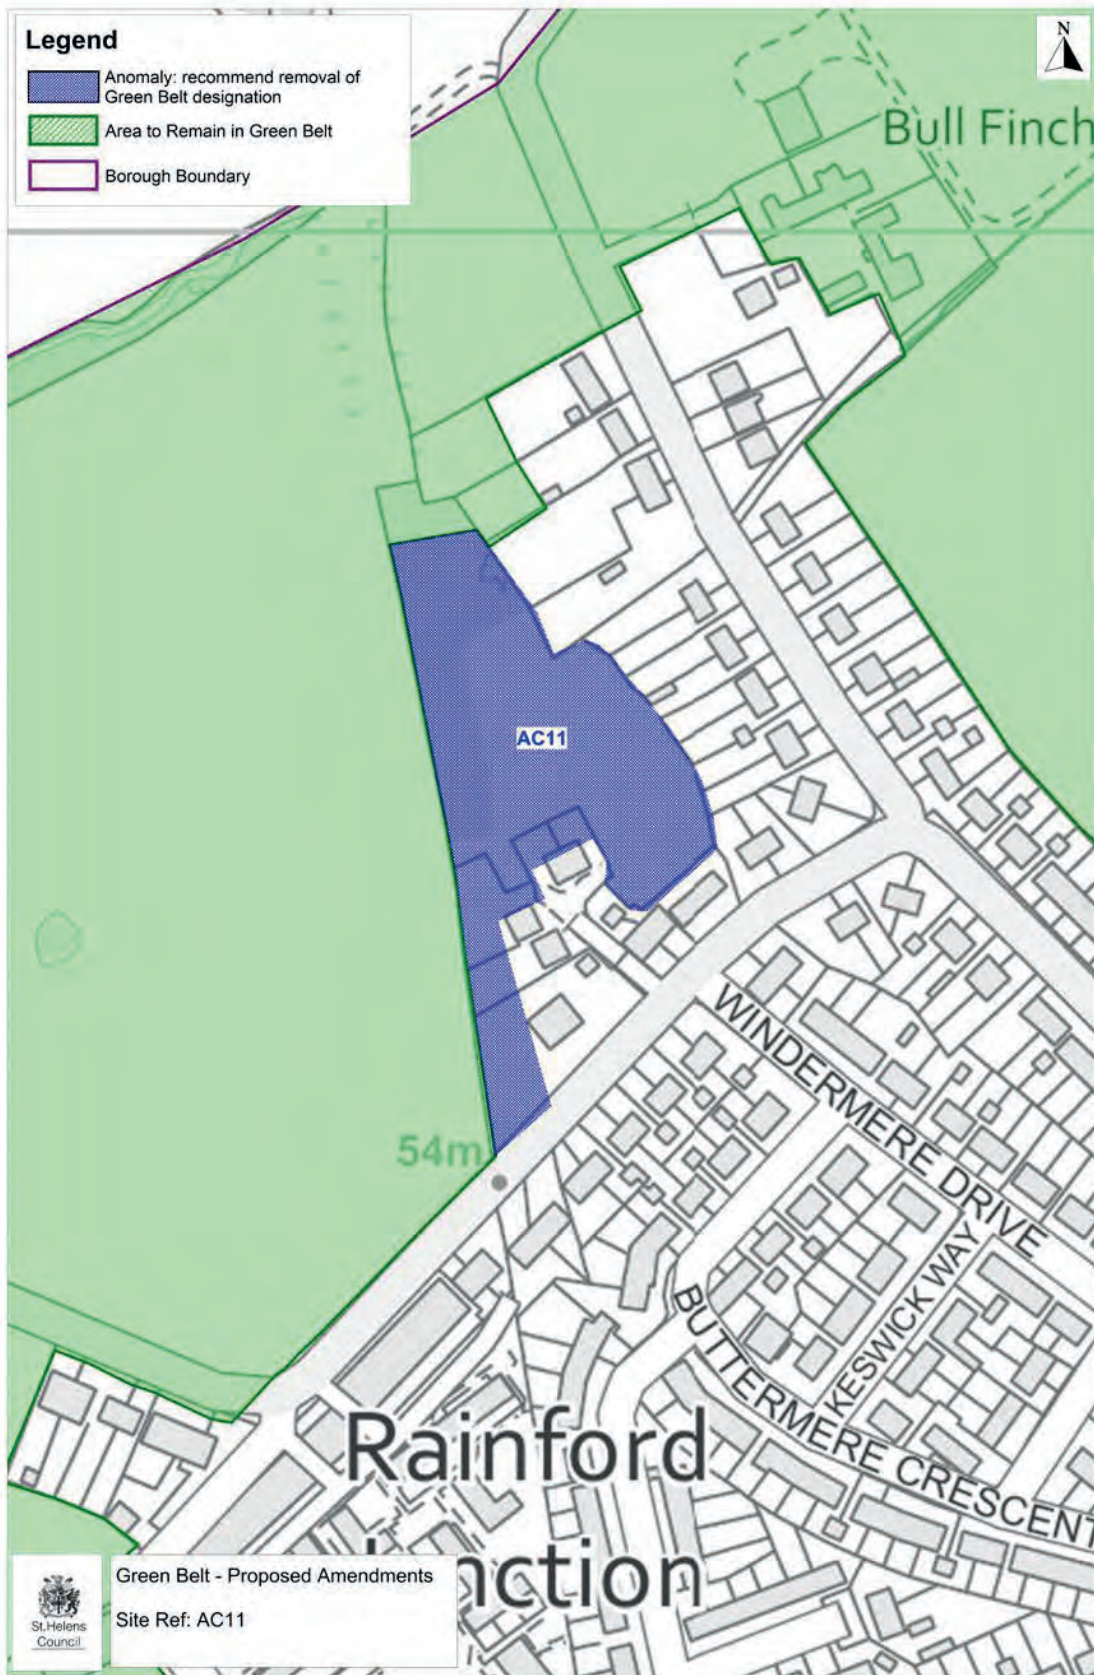 Legend
Anomaly: recommend removal of
Green Belt designation
Area to Remain in Green Belt
Borough Boundary
N
Bull Finch
AC11
54m
WINDERMERE DRIVE
KESWICK WAY
BUTTERMERE CRESCENT
Rainford
nction
St.Helens
Council
Green Belt - Proposed Amendments
Site Ref: AC11